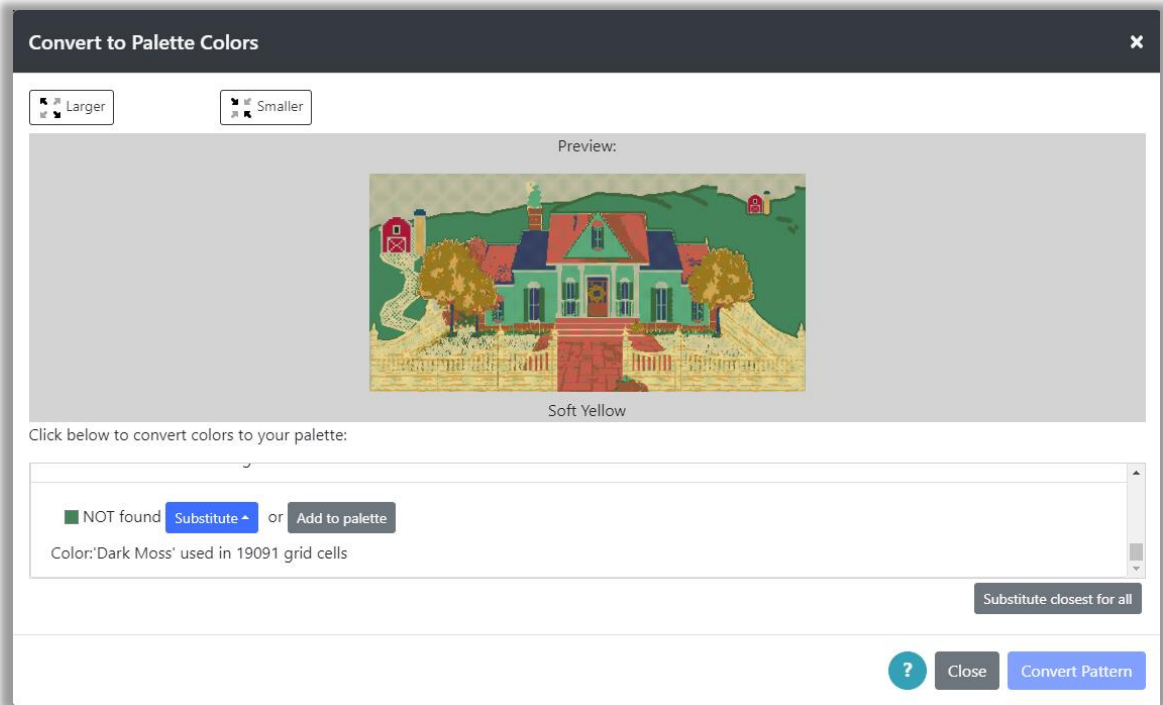 Convert to Palette Colors ×
Larger Smaller
Preview:
Soft Yellow
Click below to convert colors to your palette:
NOT found Substitute or Add to palette
Color:'Dark Moss' used in 19091 grid cells
Substitute closest for all
? Close Convert Pattern